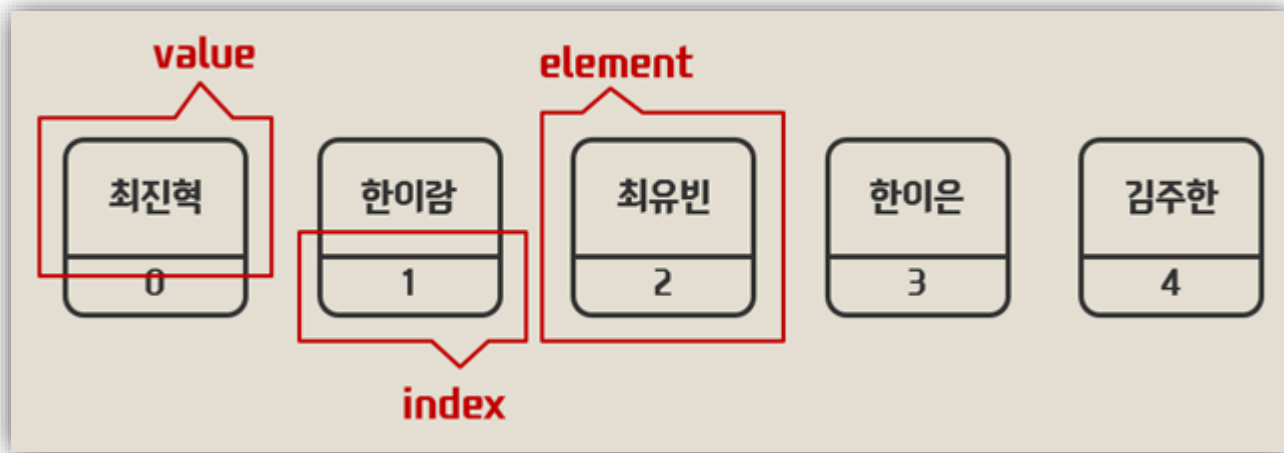 value
element
최진혁 한이람 최유빈 한이은 김주한
0 1 2 3 4
index